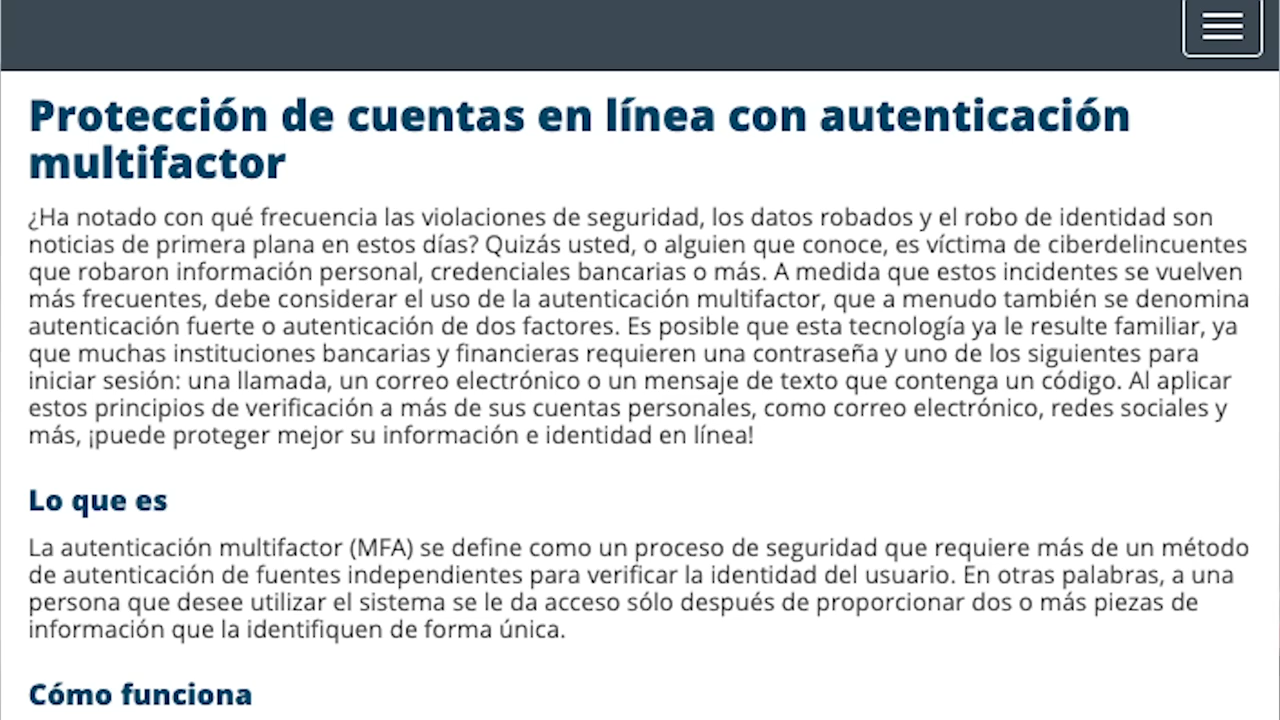 Protección de cuentas en línea con autenticación
multifactor
¿Ha notado con qué frecuencia las violaciones de seguridad, los datos robados y el robo de identidad son
noticias de primera plana en estos días? Quizás usted, o alguien que conoce, es víctima de ciberdelincuentes
que robaron información personal, credenciales bancarias o más. A medida que estos incidentes se vuelven
más frecuentes, debe considerar el uso de la autenticación multifactor, que a menudo también se denomina
autenticación fuerte o autenticación de dos factores. Es posible que esta tecnología ya le resulte familiar, ya
que muchas instituciones bancarias y financieras requieren una contraseña y uno de los siguientes para
iniciar sesión: una llamada, un correo electrónico o un mensaje de texto que contenga un código. Al aplicar
estos principios de verificación a más de sus cuentas personales, como correo electrónico, redes sociales y
más, ¡puede proteger mejor su información e identidad en línea!
Lo que es
La autenticación multifactor (MFA) se define como un proceso de seguridad que requiere más de un método
de autenticación de fuentes independientes para verificar la identidad del usuario. En otras palabras, a una
persona que desee utilizar el sistema se le da acceso sólo después de proporcionar dos o más piezas de
información que la identifiquen de forma única.
Cómo funciona